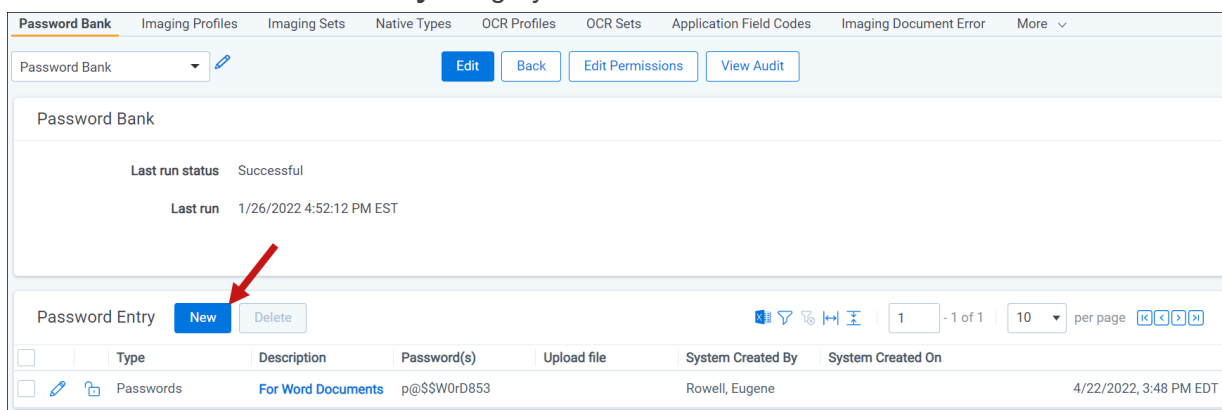 Password Bank Imaging Profiles Imaging Sets Native Types OCR Profiles OCR Sets Application Field Codes Imaging Document Error More
Password Bank Edit Back Edit Permissions View Audit
Password Bank
Last run status Successful
Last run 1/26/2022 4:52:12 PM EST
Password Entry New Delete 1 - 1 of 1 10 per page
Type Description Password(s) Upload file System Created By System Created On
Passwords For Word Documents p@$$W0rD853 Rowell, Eugene 4/22/2022, 3:48 PM EDT